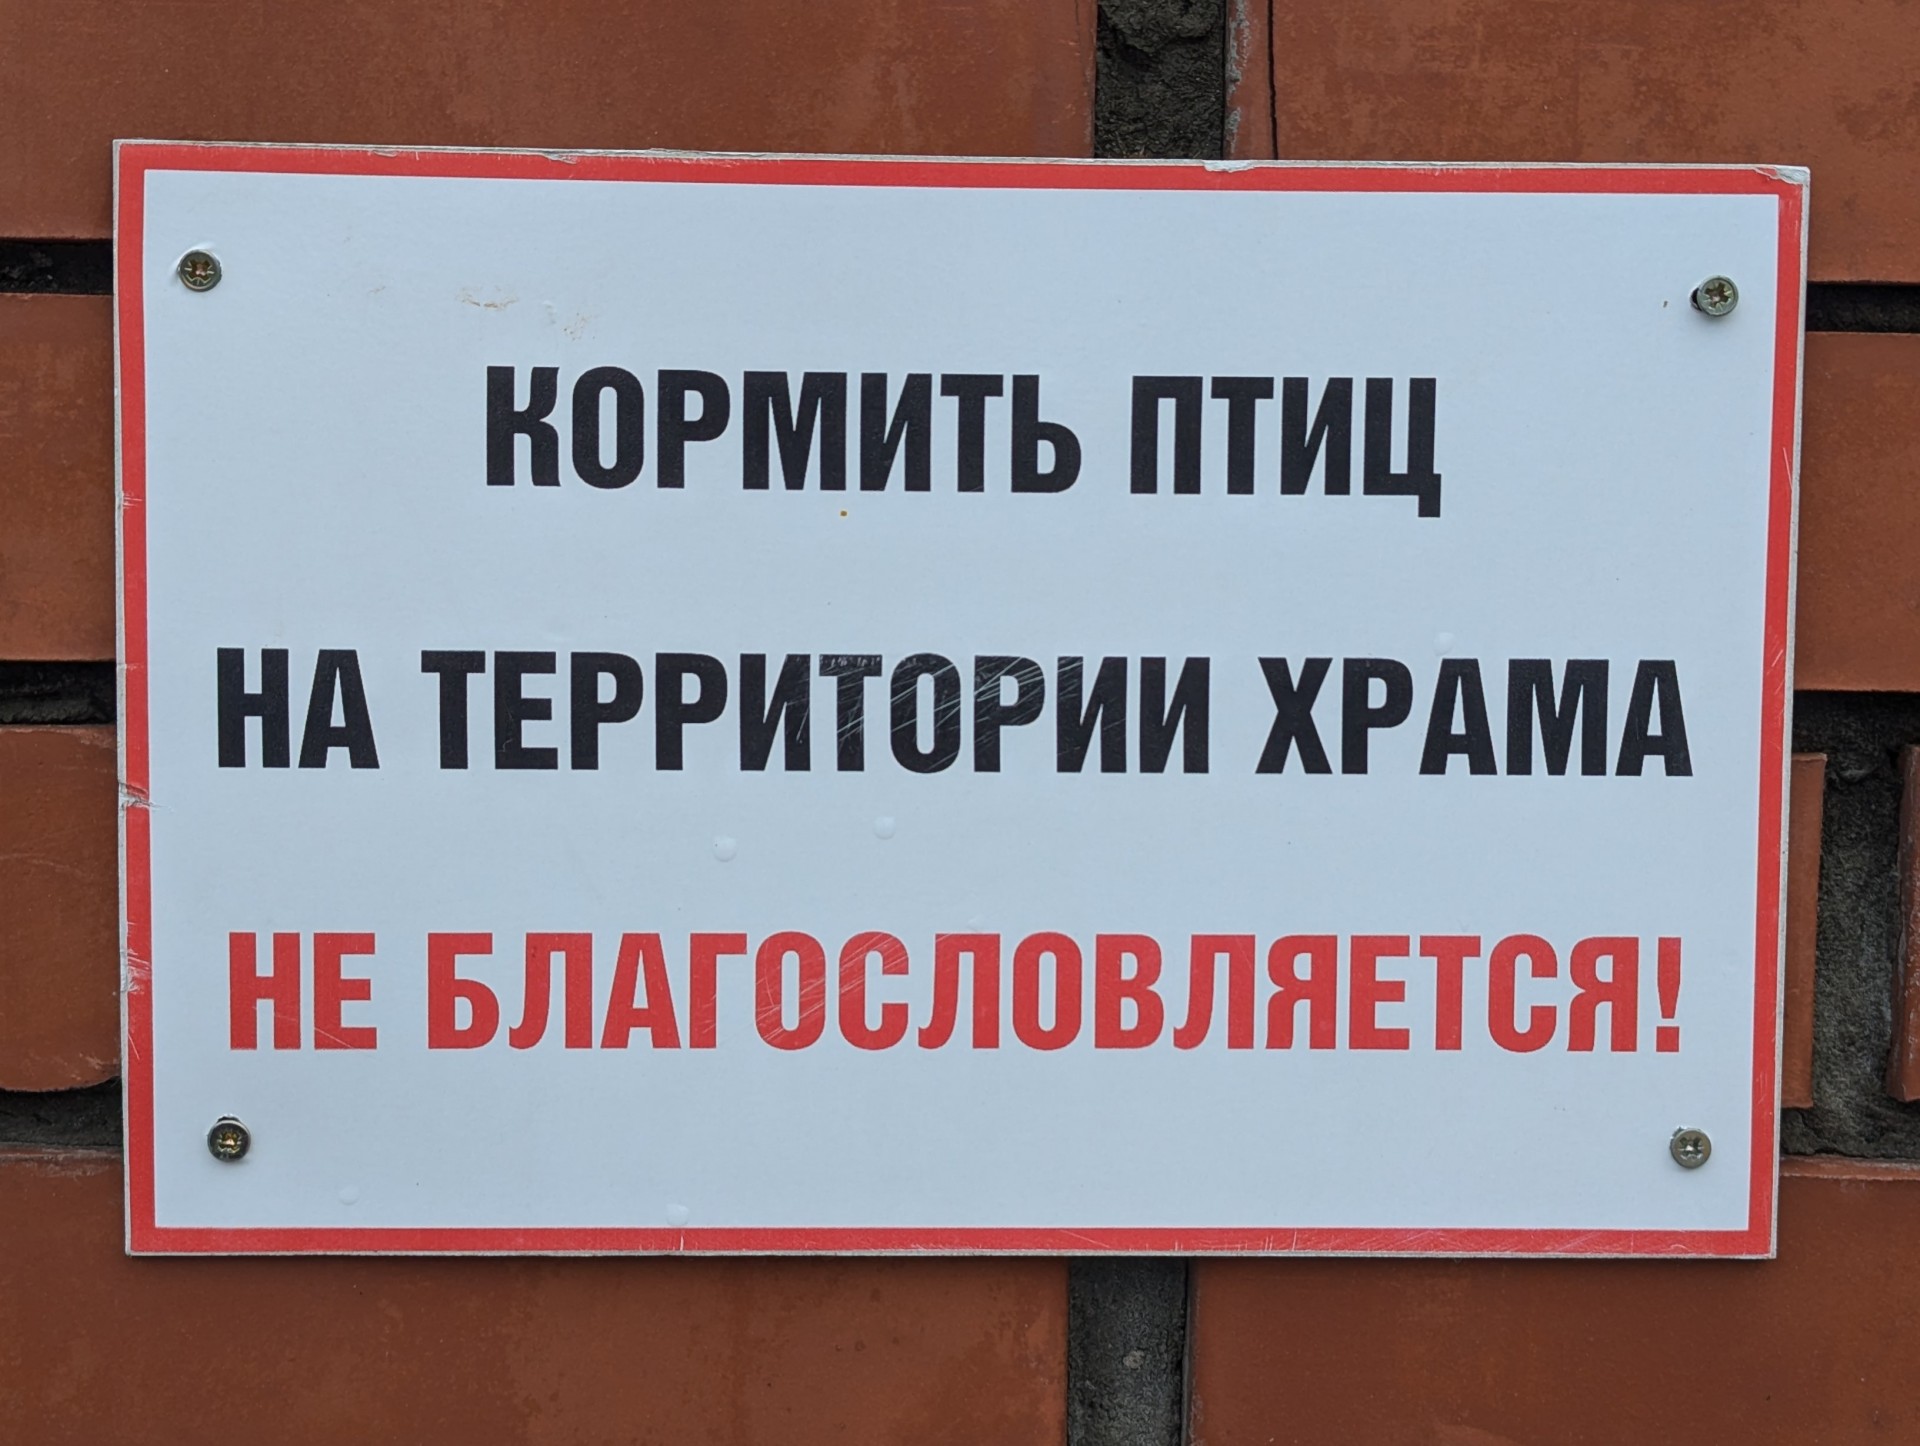 КОРМИТЬ ПТИЦ
НА ТЕРРИТОРИИ ХРАМА
НЕ БЛАГОСЛОВЛЯЕТСЯ!